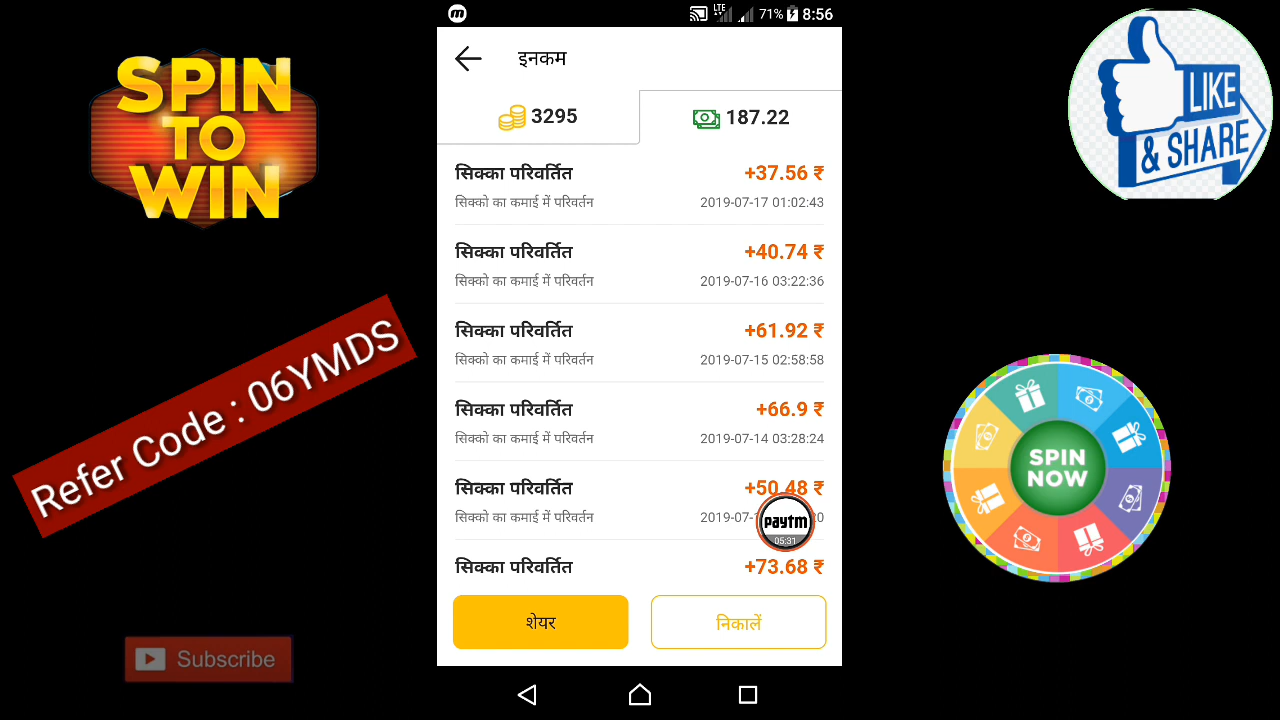 SPIN
TO
WIN
Refer Code : 06YMDS
Subscribe
LTE
71%
8:56
इनकम
3295
187.22
सिक्का परिवर्तित
+37.56 ₹
सिक्को का कमाई में परिवर्तन
2019-07-17 01:02:43
सिक्का परिवर्तित
+40.74 ₹
सिक्को का कमाई में परिवर्तन
2019-07-16 03:22:36
सिक्का परिवर्तित
+61.92 ₹
सिक्को का कमाई में परिवर्तन
2019-07-15 02:58:58
सिक्का परिवर्तित
+66.9 ₹
सिक्को का कमाई में परिवर्तन
2019-07-14 03:28:24
सिक्का परिवर्तित
+50.48 ₹
सिक्को का कमाई में परिवर्तन
paytm
05:31
सिक्का परिवर्तित
+73.68 ₹
शेयर
निकालें
LIKE
& SHARE
SPIN
NOW